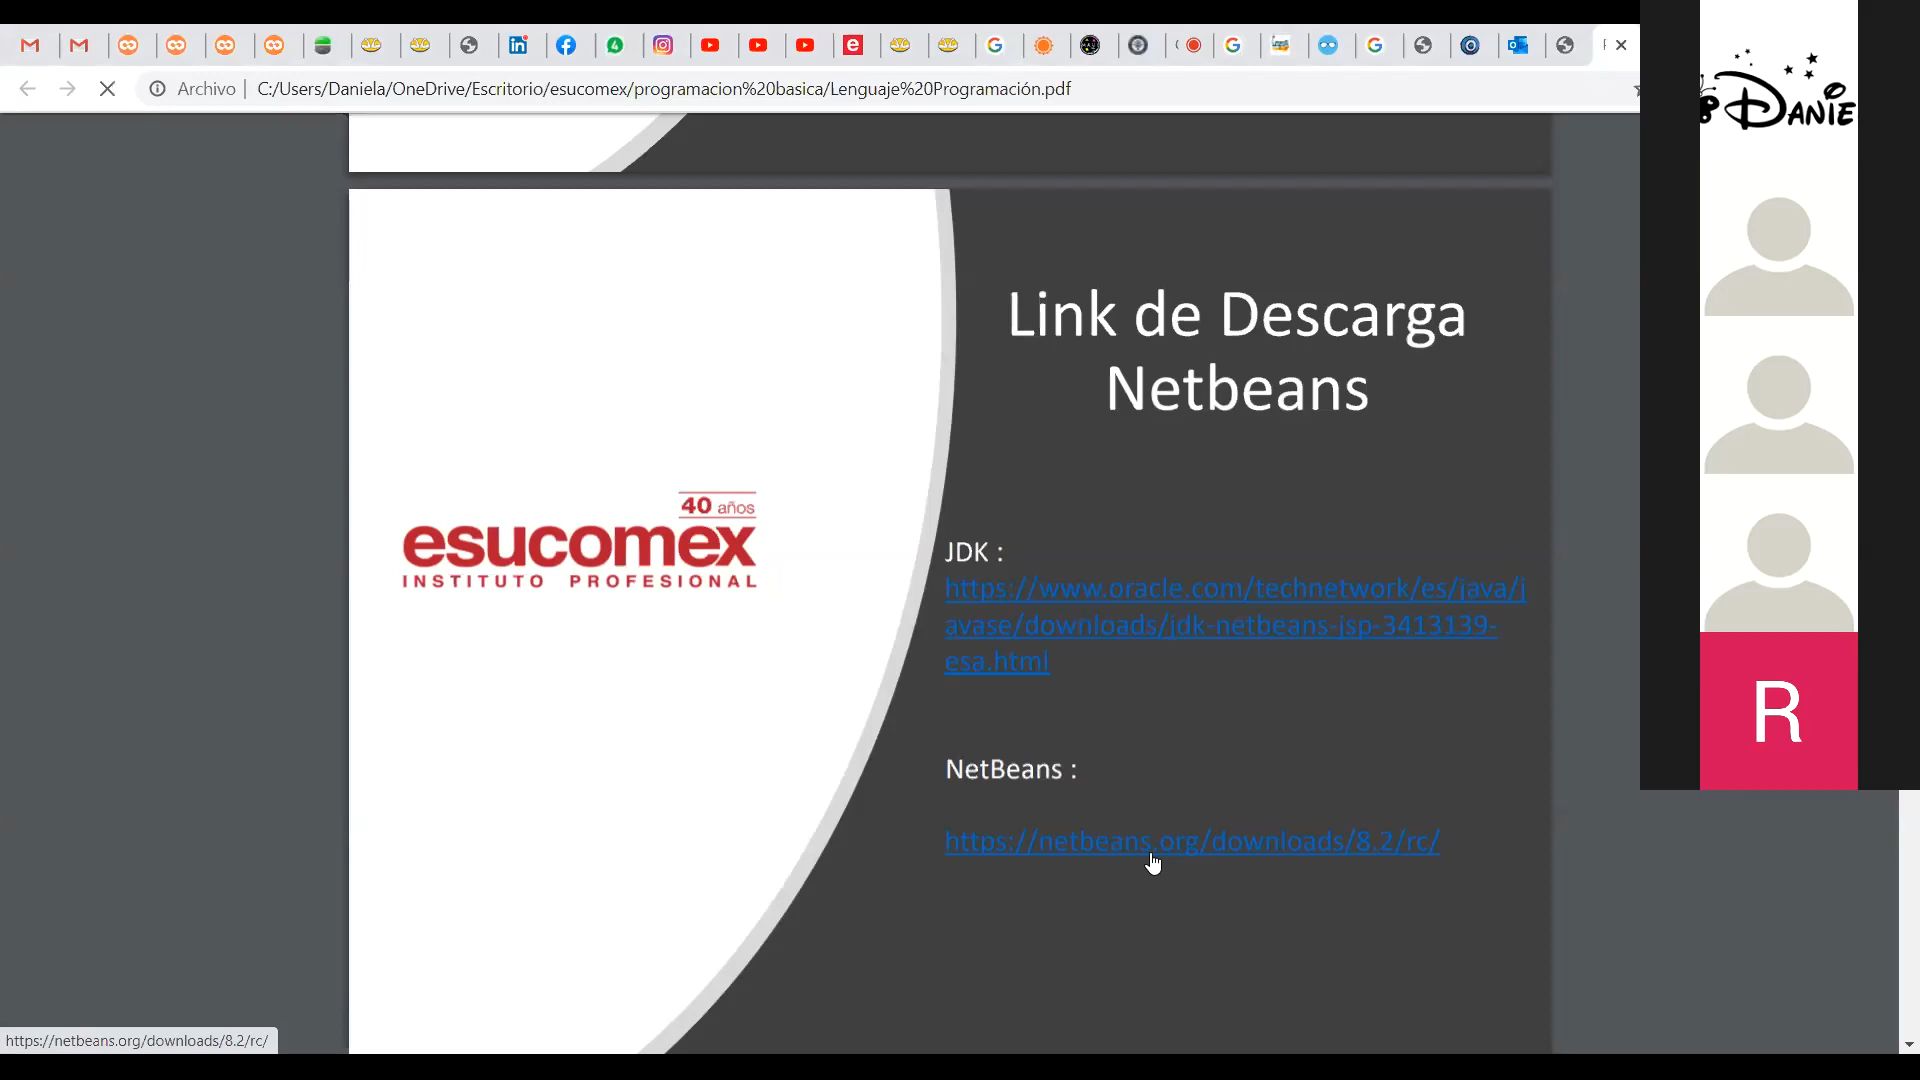 4
e
Archivo
C:/Users/Daniela/OneDrive/Escritorio/esucomex/programacion%20basica/Lenguaje%20Programación.pdf
DANIE
Link de Descarga
Netbeans
40 años
esucomex
INSTITUTO PROFESIONAL
JDK :
https://www.oracle.com/technetwork/es/java/j
avase/downloads/jdk-netbeans-jsp-3413139-
esa.html
R
NetBeans :
https://netbeans.org/downloads/8.2/rc/
https://netbeans.org/downloads/8.2/rc/